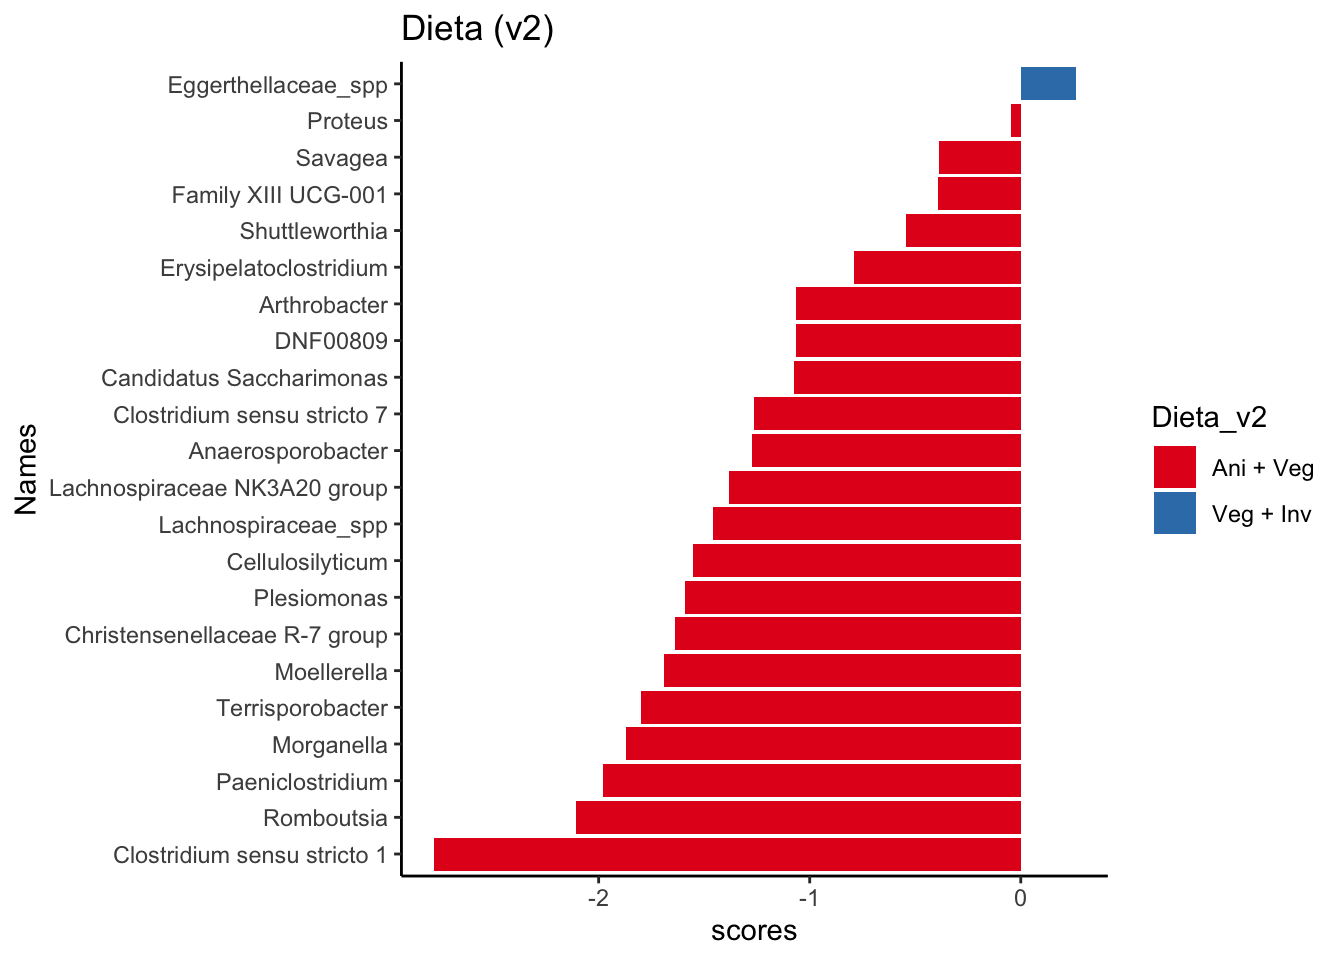 Dieta (v2)
Eggerthellaceae_spp
Proteus
Savagea
Family XIII UCG-001
Shuttleworthia
Erysipelatoclostridium
Arthrobacter
DNF00809
Candidatus Saccharimonas
Clostridium sensu stricto 7
Anaerosporobacter
Lachnospiraceae NK3A20 group
Lachnospiraceae_spp
Cellulosilyticum
Plesiomonas
Christensenellaceae R-7 group
Moellerella
Terrisporobacter
Morganella
Paeniclostridium
Romboutsia
Clostridium sensu stricto 1
Names
-2 -1 0
scores
Dieta_v2
Ani + Veg
Veg + Inv